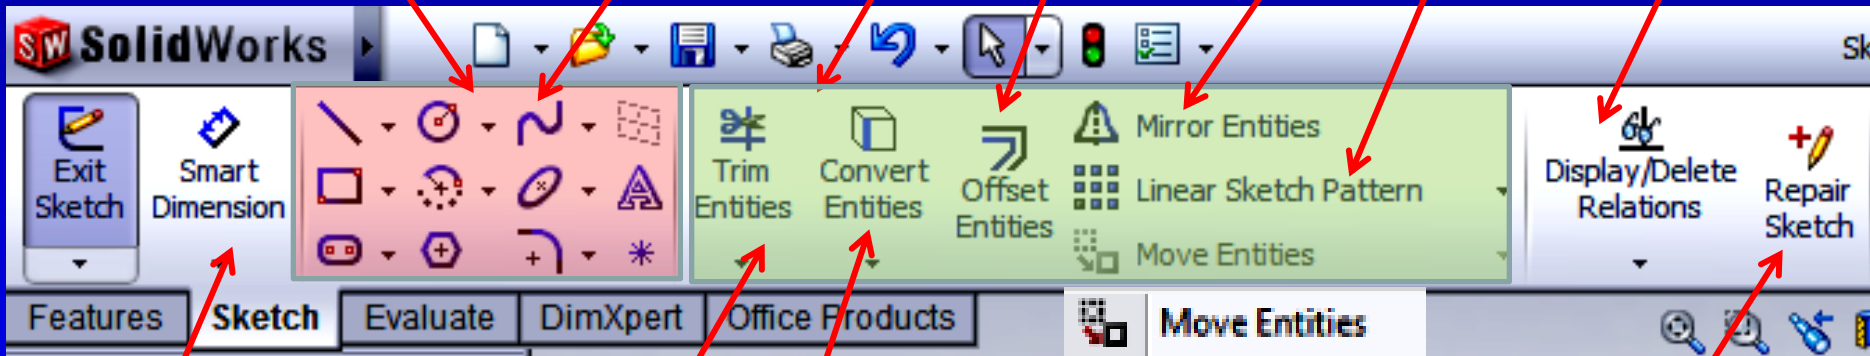 SW SolidWorks
Sk
Exit
Sketch
Smart
Dimension
Trim
Entities
Convert
Entities
Offset
Entities
Mirror Entities
Linear Sketch Pattern
Move Entities
Display/Delete
Relations
Repair
Sketch
Features
Sketch
Evaluate
DimXpert
Office Products
Move Entities